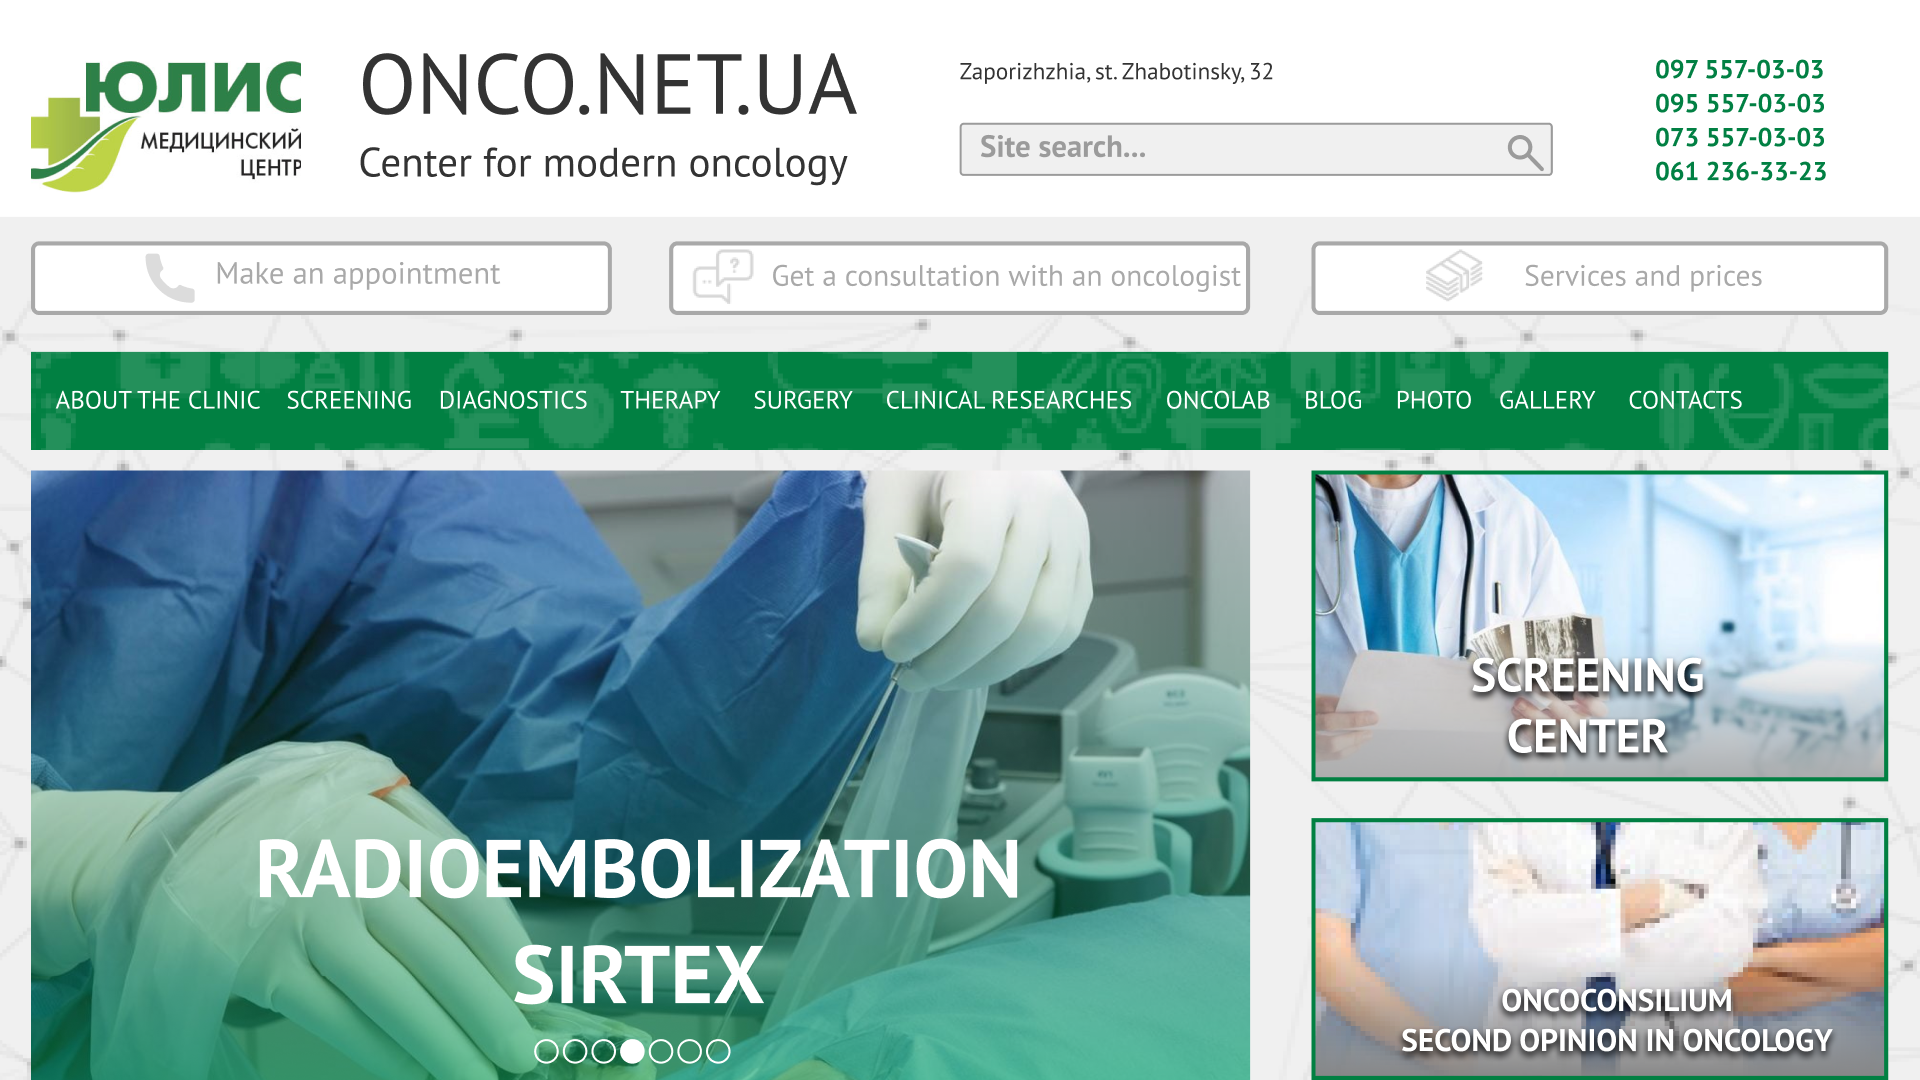 ЮЛИС
МЕДИЦИНСКИЙ
ЦЕНТР
ONCO.NET.UA
Center for modern oncology
Zaporizhzhia, st. Zhabotinsky, 32
Site search...
097 557-03-03
095 557-03-03
073 557-03-03
061 236-33-23
Make an appointment
Get a consultation with an oncologist
Services and prices
ABOUT THE CLINIC SCREENING DIAGNOSTICS THERAPY SURGERY CLINICAL RESEARCHES ONCOLAB BLOG PHOTO GALLERY CONTACTS
RADIOEMBOLIZATION
SIRTEX
SCREENING
CENTER
ONCOCONSILIUM
SECOND OPINION IN ONCOLOGY